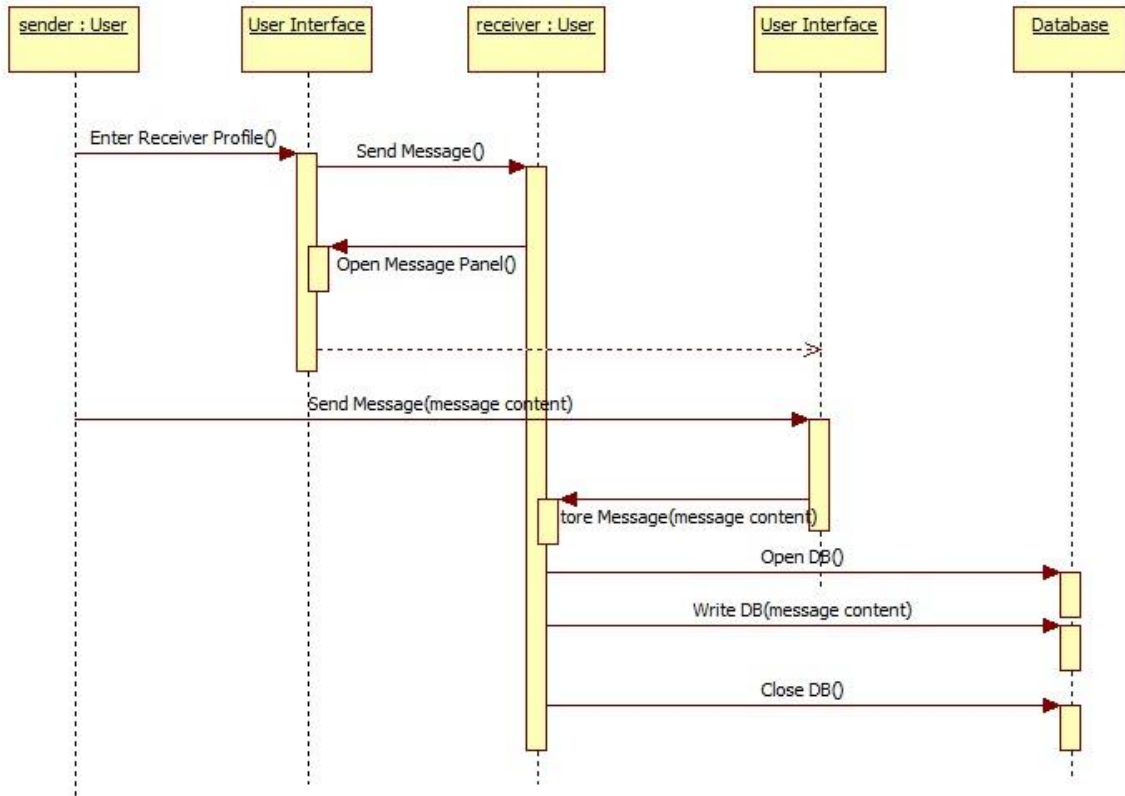 sender : User
User Interface
receiver : User
User Interface
Database
Enter Receiver Profile()
Send Message()
Open Message Panel()
Send Message(message content)
tore Message(message content)
Open DB()
Write DB(message content)
Close DB()